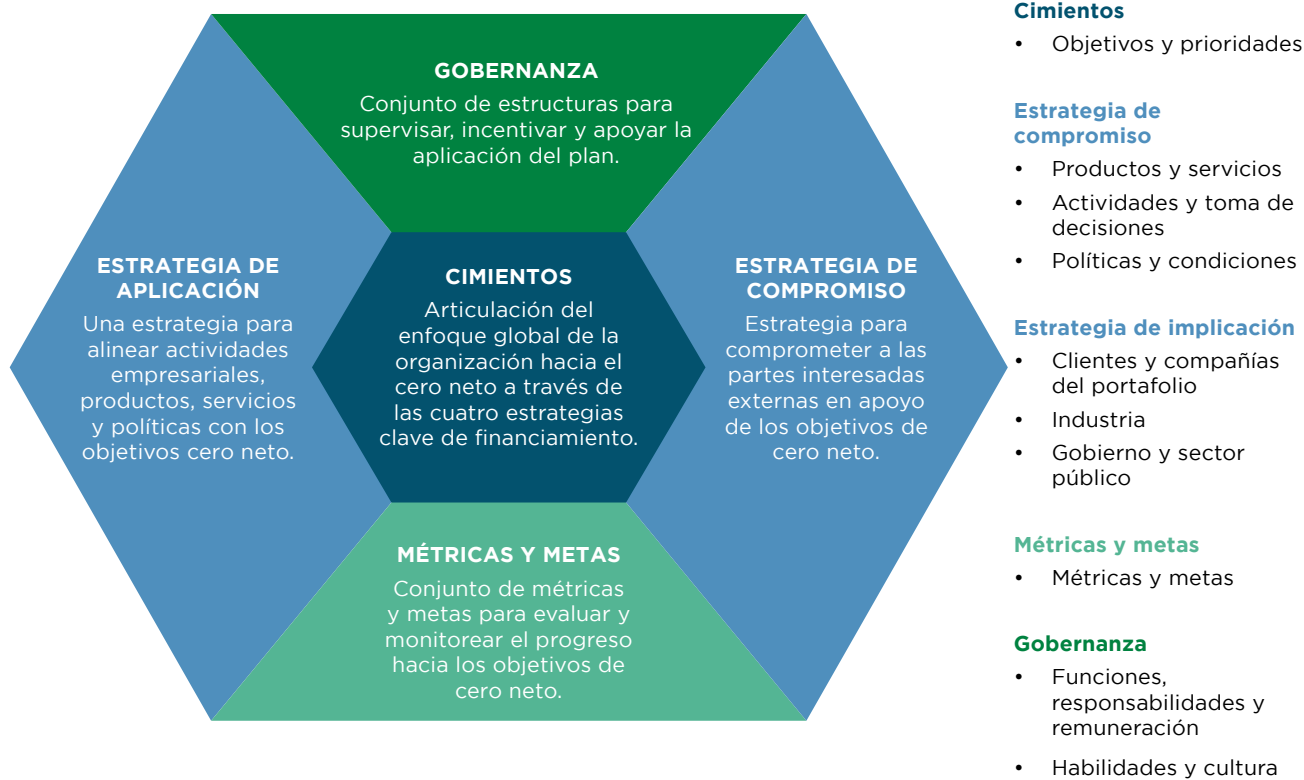 GOBERNANZA
Conjunto de estructuras para
supervisar, incentivar y apoyar la
aplicación del plan.
ESTRATEGIA DE
APLICACIÓN
Una estrategia para
alinear actividades
empresariales,
productos, servicios
y políticas con los
objetivos cero neto.
CIMIENTOS
Articulación del
enfoque global de la
organización hacia el
cero neto a través de
las cuatro estrategias
clave de financiamiento.
ESTRATEGIA DE
COMPROMISO
Estrategia para
comprometer a las
partes interesadas
externas en apoyo
de los objetivos de
cero neto.
MÉTRICAS Y METAS
Conjunto de métricas
y metas para evaluar y
monitorear el progreso
hacia los objetivos de
cero neto.
Cimientos
• Objetivos y prioridades
Estrategia de
compromiso
• Productos y servicios
• Actividades y toma de
decisiones
• Políticas y condiciones
Estrategia de implicación
• Clientes y compañías
del portafolio
• Industria
• Gobierno y sector
público
Métricas y metas
• Métricas y metas
Gobernanza
• Funciones,
responsabilidades y
remuneración
• Habilidades y cultura